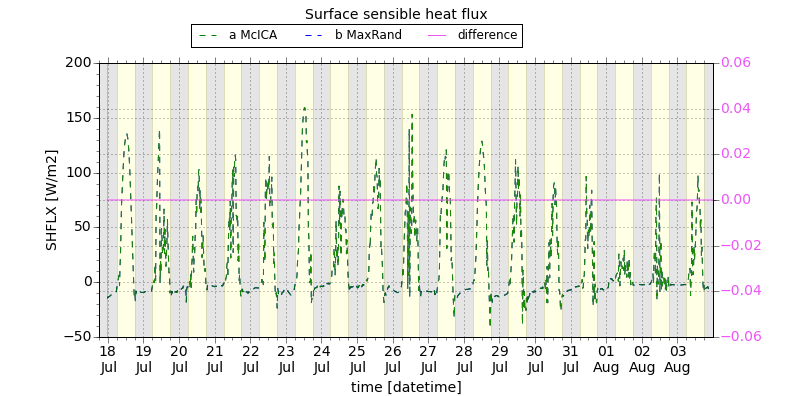 Surface sensible heat flux
a McICA b MaxRand difference
200 0.06
150 0.04
0.02
100 0.00
50 −0.02
0 −0.04
−50 −0.06
SHFLX [W/m2]
18 19 20 21 22 23 24 25 26 27 28 29 30 31 01 02 03
Jul Jul Jul Jul Jul Jul Jul Jul Jul Jul Jul Jul Jul Jul Aug Aug Aug
time [datetime]